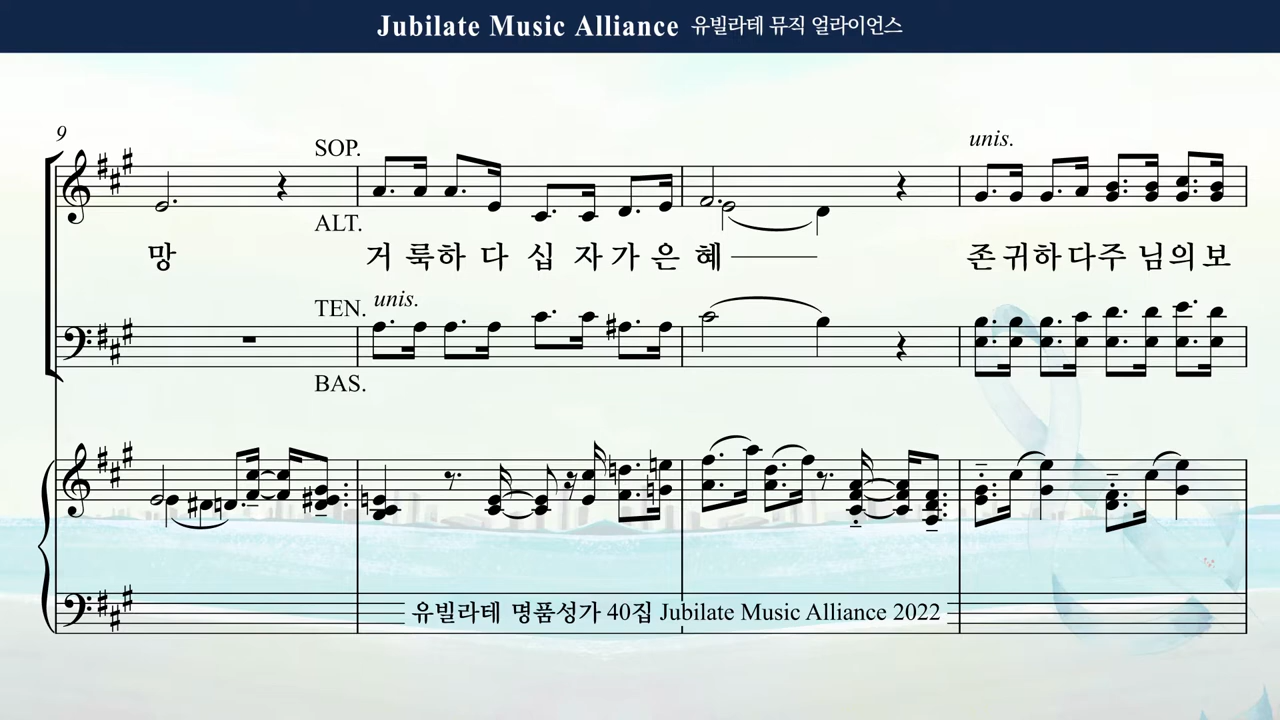 Jubilate Music Alliance 유빌라테 뮤직 얼라이언스
9
SOP.
unis.
ALT.
망 거 룩하 다 십 자 가 은 혜 존 귀 하 다 주 님 의 보
TEN. unis.
BAS.
유빌라테 명품성가 40집 Jubilate Music Alliance 2022